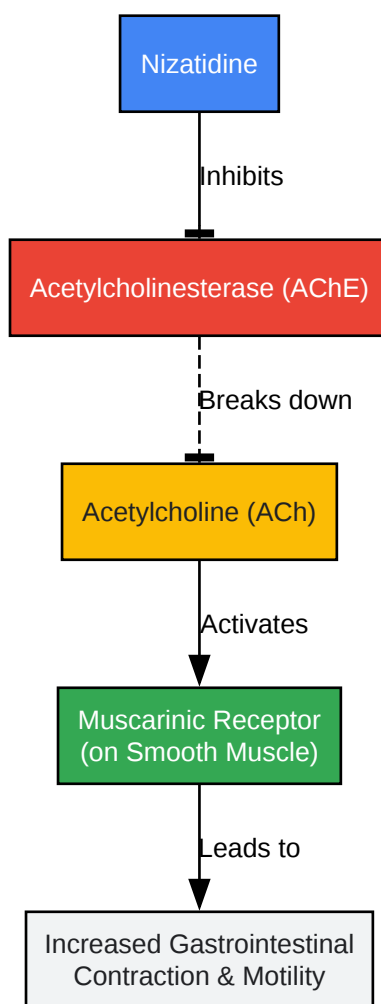 Nizatidine
Inhibits
Acetylcholinesterase (AChE)
Breaks down
Acetylcholine (ACh)
Activates
Muscarinic Receptor
(on Smooth Muscle)
Leads to
Increased Gastrointestinal
Contraction & Motility